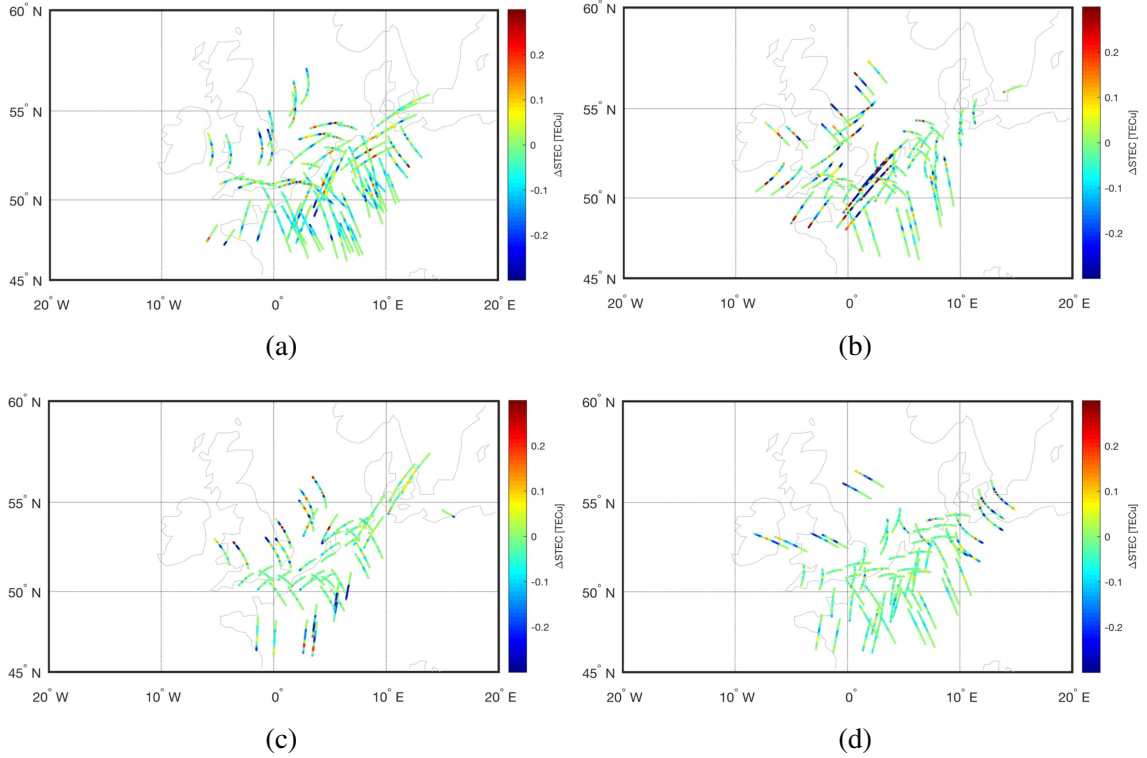 60° N
55° N
50° N
45° N
20° W
10° W
0°
10° E
20° E
0.2
0.1
0
-0.1
-0.2
ΔSTEC [TECu]
(a)
60° N
55° N
50° N
45° N
20° W
10° W
0°
10° E
20° E
0.2
0.1
0
-0.1
-0.2
ΔSTEC [TECu]
(b)
60° N
55° N
50° N
45° N
20° W
10° W
0°
10° E
20° E
0.2
0.1
0
-0.1
-0.2
ΔSTEC [TECu]
(c)
60° N
55° N
50° N
45° N
20° W
10° W
0°
10° E
20° E
0.2
0.1
0
-0.1
-0.2
ΔSTEC [TECu]
(d)